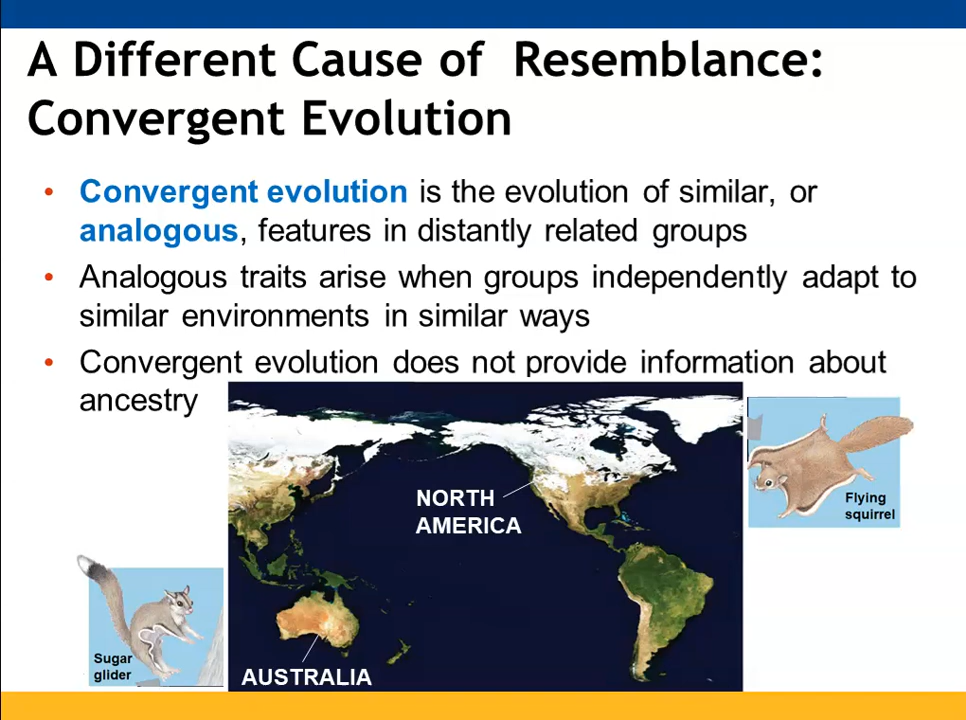 A Different Cause of Resemblance:
Convergent Evolution
• Convergent evolution is the evolution of similar, or
analogous, features in distantly related groups
• Analogous traits arise when groups independently adapt to
similar environments in similar ways
• Convergent evolution does not provide information about
ancestry
NORTH
AMERICA
Flying
squirrel
Sugar
glider
AUSTRALIA